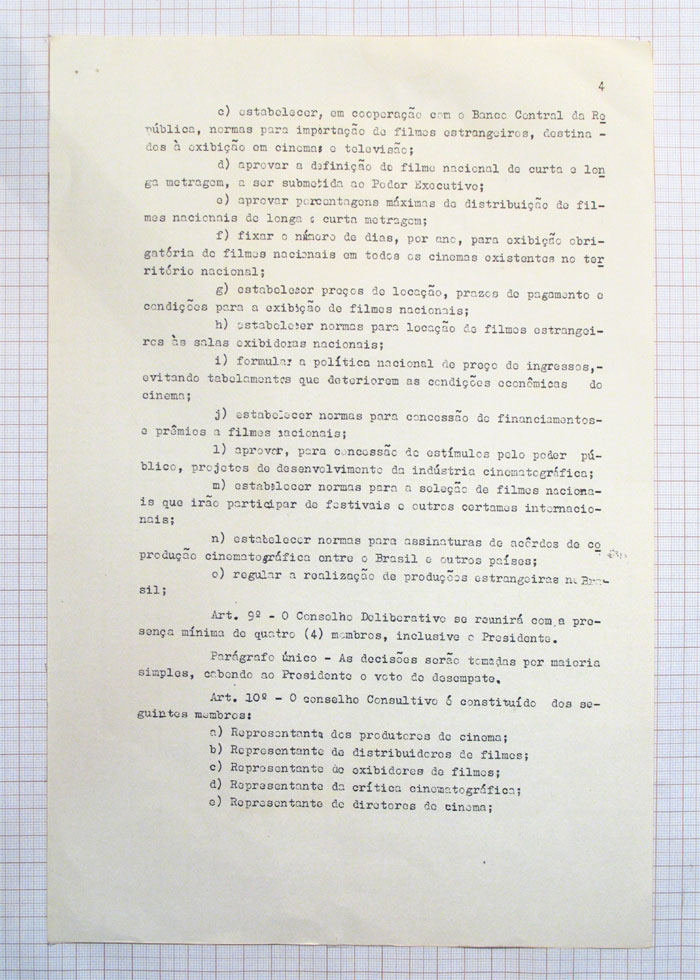 4
c) estabelecer, em cooperação com o Banco Central da Re
pública, normas para importação de filmes estrangeiros, destina -
dos à exibição em cinemas e televisão;
d) aprovar a definição de filme nacional de curta e lon
ga metragem, a ser submetida ao Poder Executivo;
e) aprovar percentagens máximas de distribuição de fil-
mes nacionais de longa e curta metragem;
f) fixar o número de dias, por ano, para exibição obri-
gatória de filmes nacionais em todos os cinemas existentes no ter
ritório nacional;
g) estabelecer preços de locação, prazos de pagamento e
condições para a exibição de filmes nacionais;
h) estabelecer normas para locação de filmes estrangei-
ros às salas exibidoras nacionais;
i) formular a política nacional de preço de ingressos,-
evitando tabelamentos que deteriorem as condições econômicas do
cinema;
j) estabelecer normas para concessão de financiamentos-
e prêmios a filmes nacionais;
l) aprovar, para concessão de estímulos pelo poder pú-
blico, projetos de desenvolvimento da indústria cinematográfica;
m) estabelecer normas para a seleção de filmes naciona-
is que irão participar de festivais e outros certames internacio-
nais;
n) estabelecer normas para assinaturas de acôrdos de co
produção cinematográfica entre o Brasil e outros países;
o) regular a realização de produções estrangeiras no Bra-
sil;
Art. 9º - O Conselho Deliberativo se reunirá com a pre-
sença mínima de quatro (4) membros, inclusive o Presidente.
Parágrafo único - As decisões serão tomadas por maioria
simples, cabendo ao Presidente o voto de desempate.
Art. 10º - O conselho Consultivo é constituído dos se-
guintes membros:
a) Representante dos produtores de cinema;
b) Representante de distribuidores de filmes;
c) Representante de exibidores de filmes;
d) Representante da crítica cinematográfica;
e) Representante de diretores de cinema;